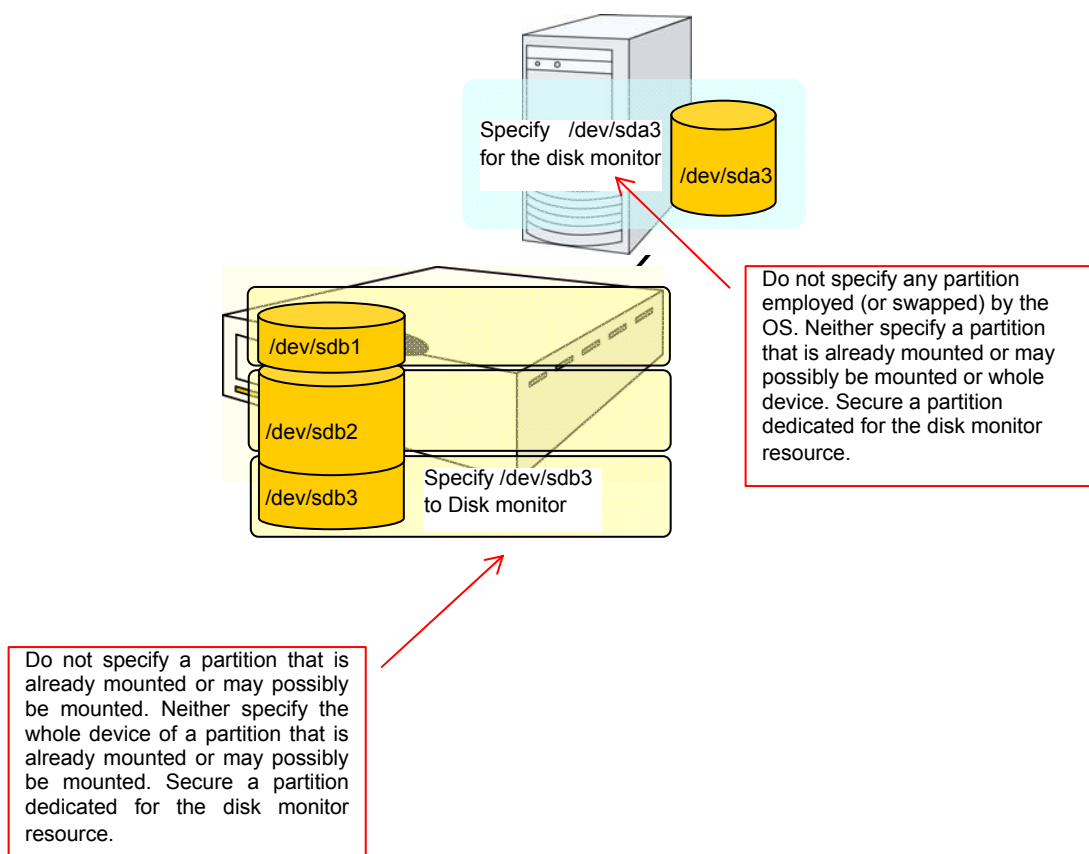 Specify /dev/sda3
for the disk monitor
/dev/sda3
Do not specify any partition
employed (or swapped) by the
OS. Neither specify a partition
that is already mounted or may
possibly be mounted or whole
device. Secure a partition
dedicated for the disk monitor
resource.
/dev/sdb1
/dev/sdb2
/dev/sdb3
Specify /dev/sdb3
to Disk monitor
Do not specify a partition that is
already mounted or may possibly
be mounted. Neither specify the
whole device of a partition that is
already mounted or may possibly
be mounted. Secure a partition
dedicated for the disk monitor
resource.